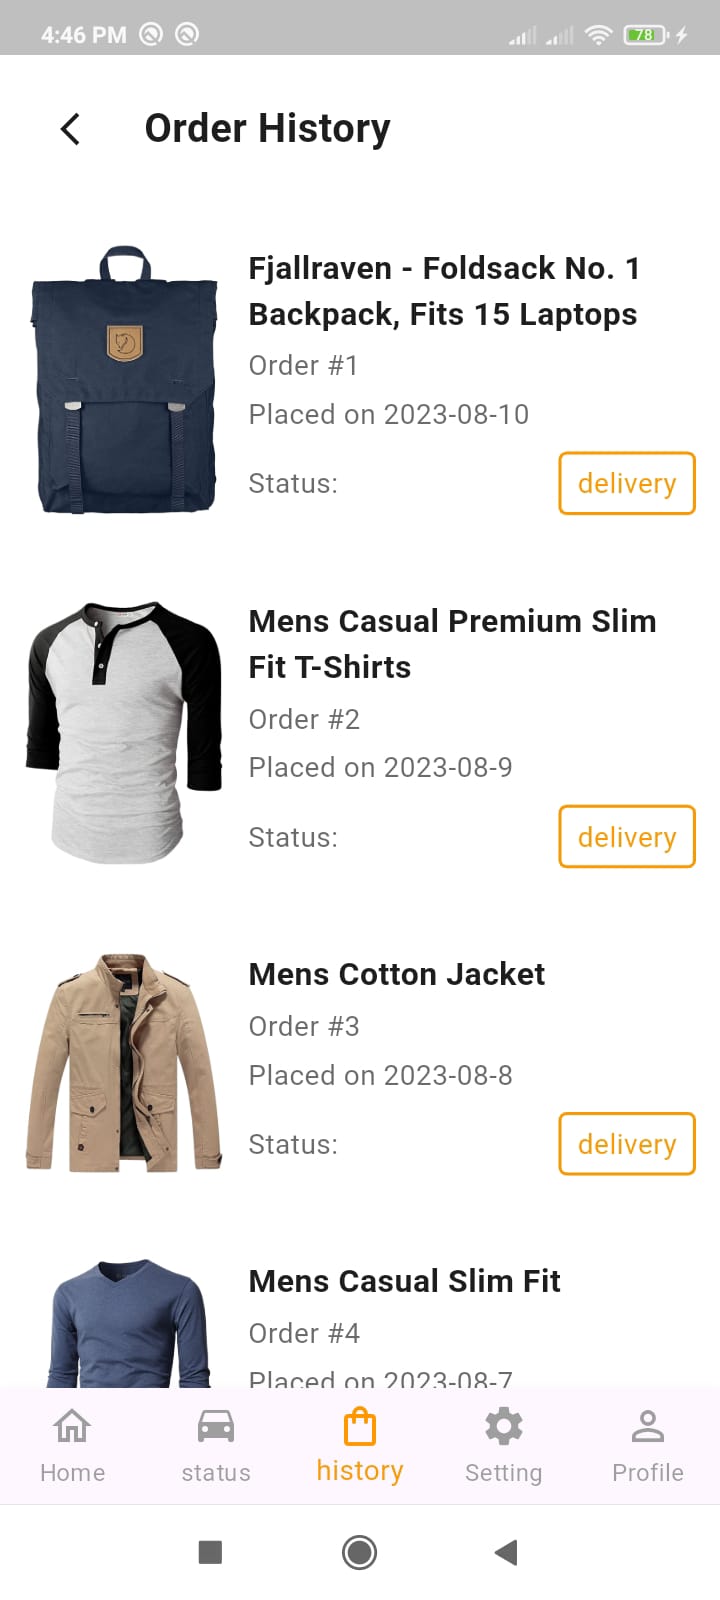 4:46 PM
78
Order History
Fjallraven - Foldsack No. 1
Backpack, Fits 15 Laptops
Order #1
Placed on 2023-08-10
Status:
delivery
Mens Casual Premium Slim
Fit T-Shirts
Order #2
Placed on 2023-08-9
Status:
delivery
Mens Cotton Jacket
Order #3
Placed on 2023-08-8
Status:
delivery
Mens Casual Slim Fit
Order #4
Placed on 2023-08-7
Home
status
history
Setting
Profile